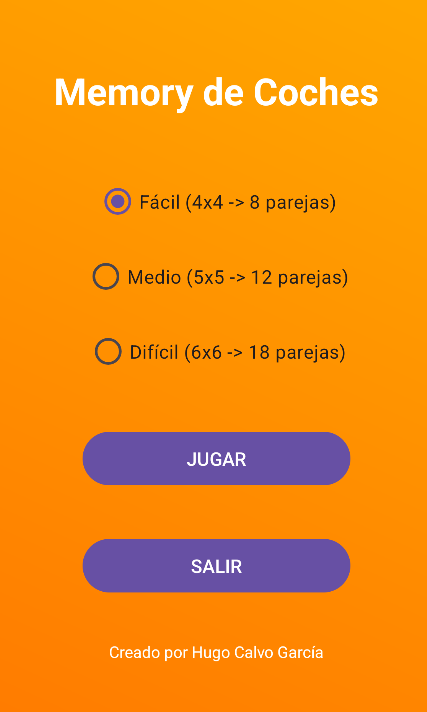 Memory de Coches
Fácil (4x4 -> 8 parejas)
Medio (5x5 -> 12 parejas)
Difícil (6x6 -> 18 parejas)
JUGAR
SALIR
Creado por Hugo Calvo García